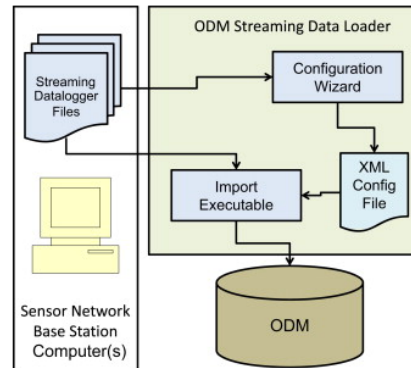 ODM Streaming Data Loader
Streaming
Datalogger
Files
Configuration
Wizard
Import
Executable
XML
Config
File
Sensor Network
Base Station
Computer(s)
ODM